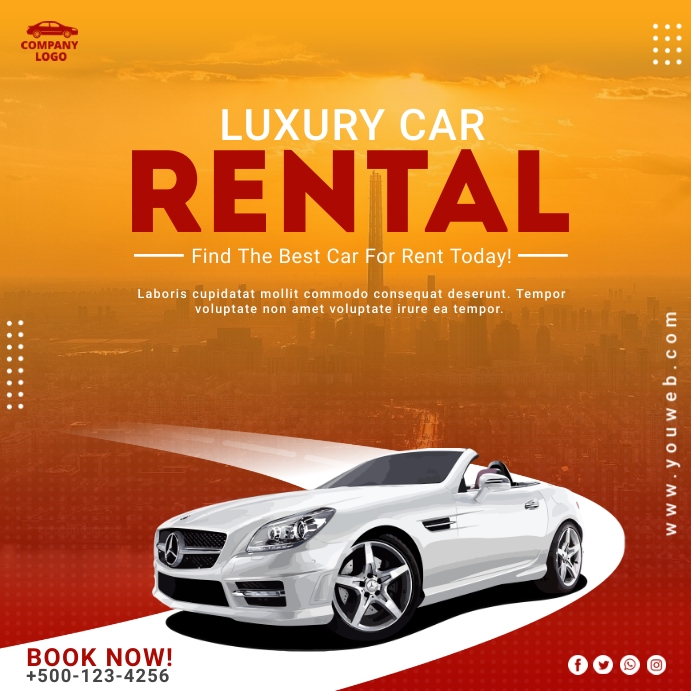 COMPANY
LOGO
LUXURY CAR
RENTAL
Find The Best Car For Rent Today!
Laboris cupidatat mollit commodo consequat deserunt. Tempor
voluptate non amet voluptate irure ea tempor.
www.youweb.com
BOOK NOW!
+500-123-4256